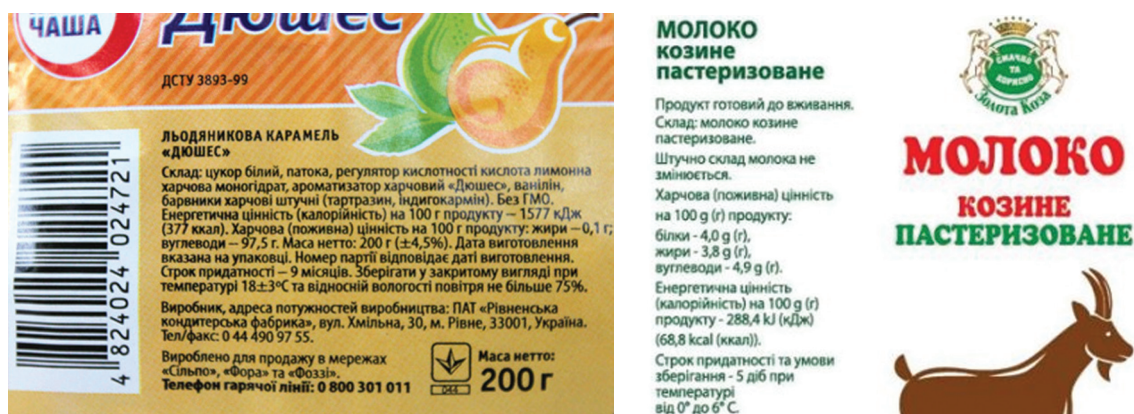 ЧАША
Дюшес
ДСТУ 3893-99
ЛЬОДЯНИКОВА КАРАМЕЛЬ
«ДЮШЕС»
Склад: цукор білий, патока, регулятор кислотності кислота лимонна
харчова моногідрат, ароматизатор харчовий «Дюшес», ванілін,
барвники харчові штучні (тартразин, індигокармін). Без ГМО.
Енергетична цінність (калорійність) на 100 г продукту – 1577 кДж
(377 ккал). Харчова (поживна) цінність на 100 г продукту: жири – 0,1 г;
вуглеводи – 97,5 г. Маса нетто: 200 г (±4,5%). Дата виготовлення
вказана на упаковці. Номер партії відповідає даті виготовлення.
Строк придатності – 9 місяців. Зберігати у закритому вигляді при
температурі 18±3ºС та відносній вологості повітря не більше 75%.
Виробник, адреса потужностей виробництва: ПАТ «Рівненська
кондитерська фабрика», вул. Хмільна, 30, м. Рівне, 33001, Україна.
Тел/факс: 0 44 490 97 55.
Вироблено для продажу в мережах
«Сільпо», «Фора» та «Фоззі».
Телефон гарячої лінії: 0 800 301 011
044
Маса нетто:
200 г
4 824024 024721
МОЛОКО
козине
пастеризоване
Продукт готовий до вживання.
Склад: молоко козине
пастеризоване.
Штучно склад молока не
змінюється.
Харчова (поживна) цінність
на 100 g (г) продукту:
білки - 4,0 g (г),
жири - 3,8 g (г),
вуглеводи - 4,9 g (г).
Енергетична цінність
(калорійність) на 100 g (г)
продукту - 288,4 kJ (кДж)
(68,8 kcal (ккал)).
Строк придатності та умови
зберігання - 5 діб при
температурі
від 0° до 6° С.
СМАЧНО
ТА
КОРИСНО
Золота Коза
МОЛОКО
КОЗИНЕ
ПАСТЕРИЗОВАНЕ